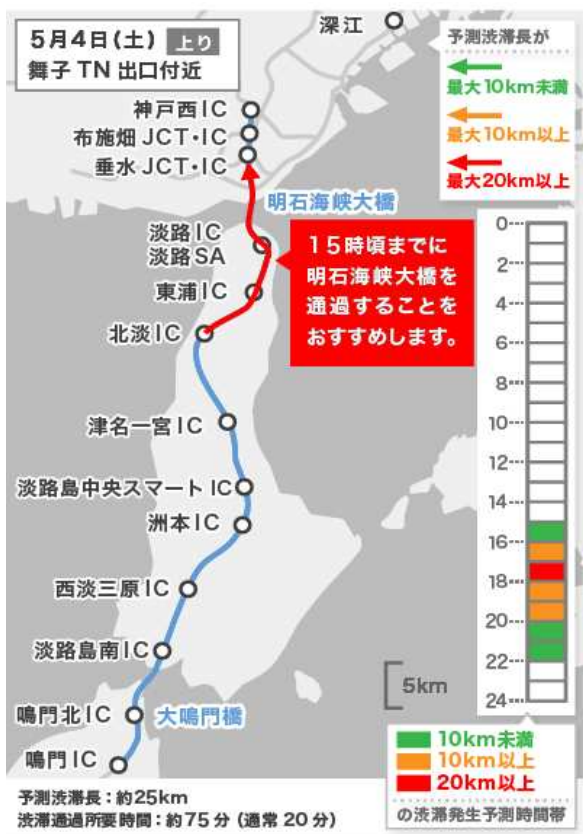 5月4日(土) 上り
舞子TN出口付近
深江
予測渋滞長が
最大10km未満
最大10km以上
最大20km以上
神戸西IC
布施畑JCT・IC
垂水JCT・IC
明石海峡大橋
淡路IC
淡路SA
東浦IC
北淡IC
15時頃までに
明石海峡大橋を
通過することを
おすすめします。
津名一宮IC
淡路島中央スマートIC
洲本IC
西淡三原IC
淡路島南IC
鳴門北IC
大鳴門橋
鳴門IC
0
2
4
6
8
10
12
14
16
18
20
22
24
5km
10km未満
10km以上
20km以上
の渋滞発生予測時間帯
予測渋滞長：約25km
渋滞通過所要時間：約75分 (通常20分)